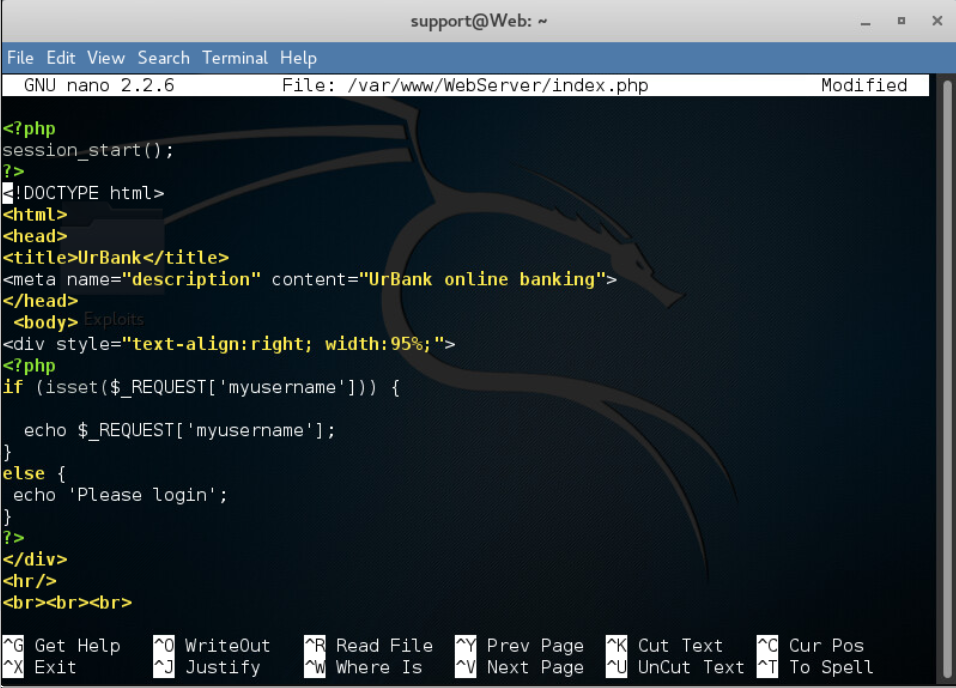 support@Web: ~
File Edit View Search Terminal Help
GNU nano 2.2.6 File: /var/www/WebServer/index.php Modified
<?php
session_start();
?>
<!DOCTYPE html>
<html>
<head>
<title>UrBank</title>
<meta name="description" content="UrBank online banking">
</head>
 <body>
Exploits
<div style="text-align:right; width:95%;">
<?php
if (isset($_REQUEST['myusername'])) {
  echo $_REQUEST['myusername'];
}
else {
 echo 'Please login';
}
?>
</div>
<hr/>
<br><br><br>
^G Get Help ^O WriteOut ^R Read File ^Y Prev Page ^K Cut Text ^C Cur Pos
^X Exit ^J Justify ^W Where Is ^V Next Page ^U UnCut Text ^T To Spell